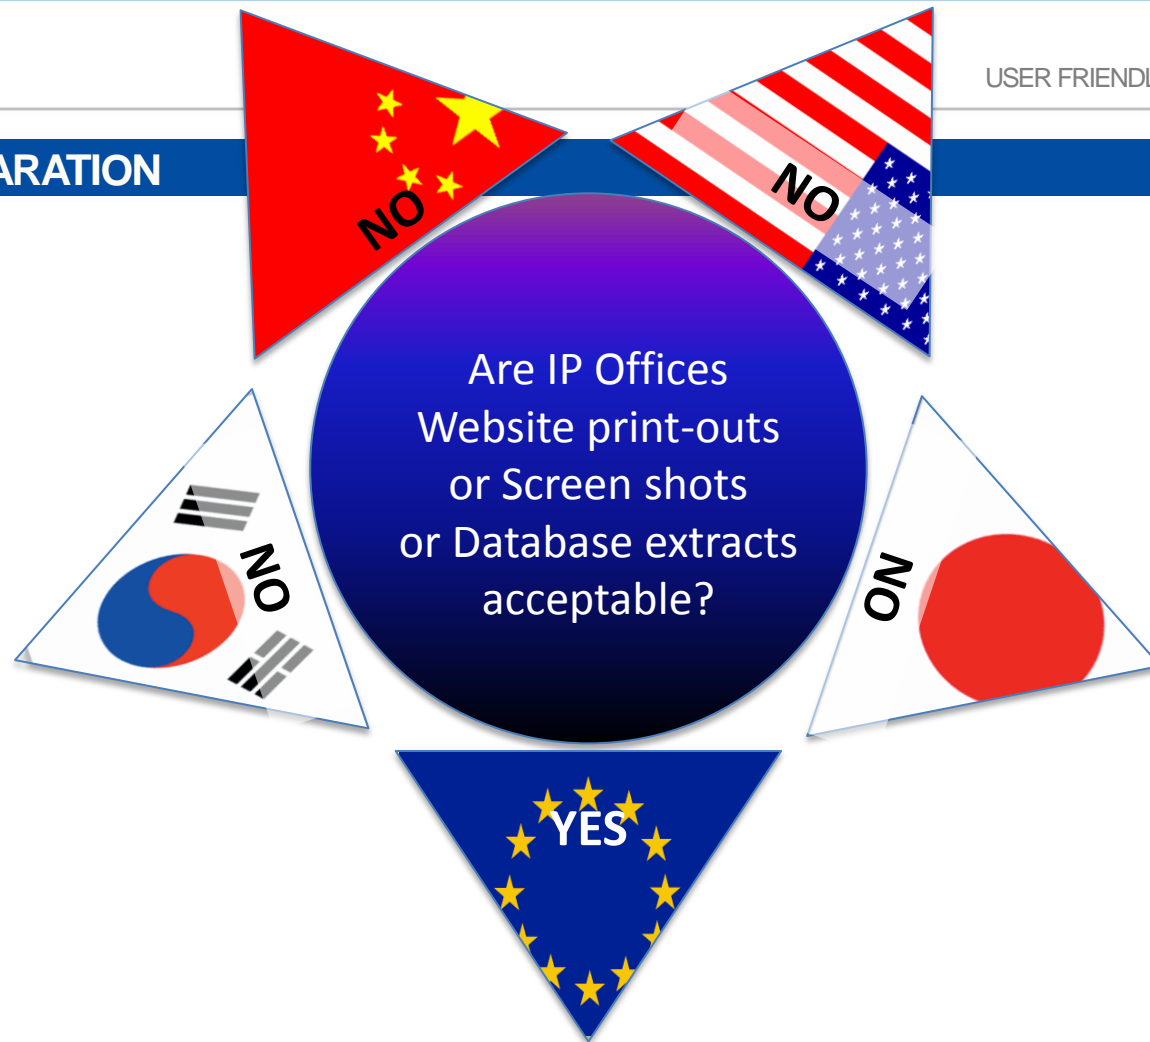 USER FRIENDL
ARATION
NO
NO
Are IP Offices
Website print-outs
or Screen shots
or Database extracts
acceptable?
NO
NO
YES